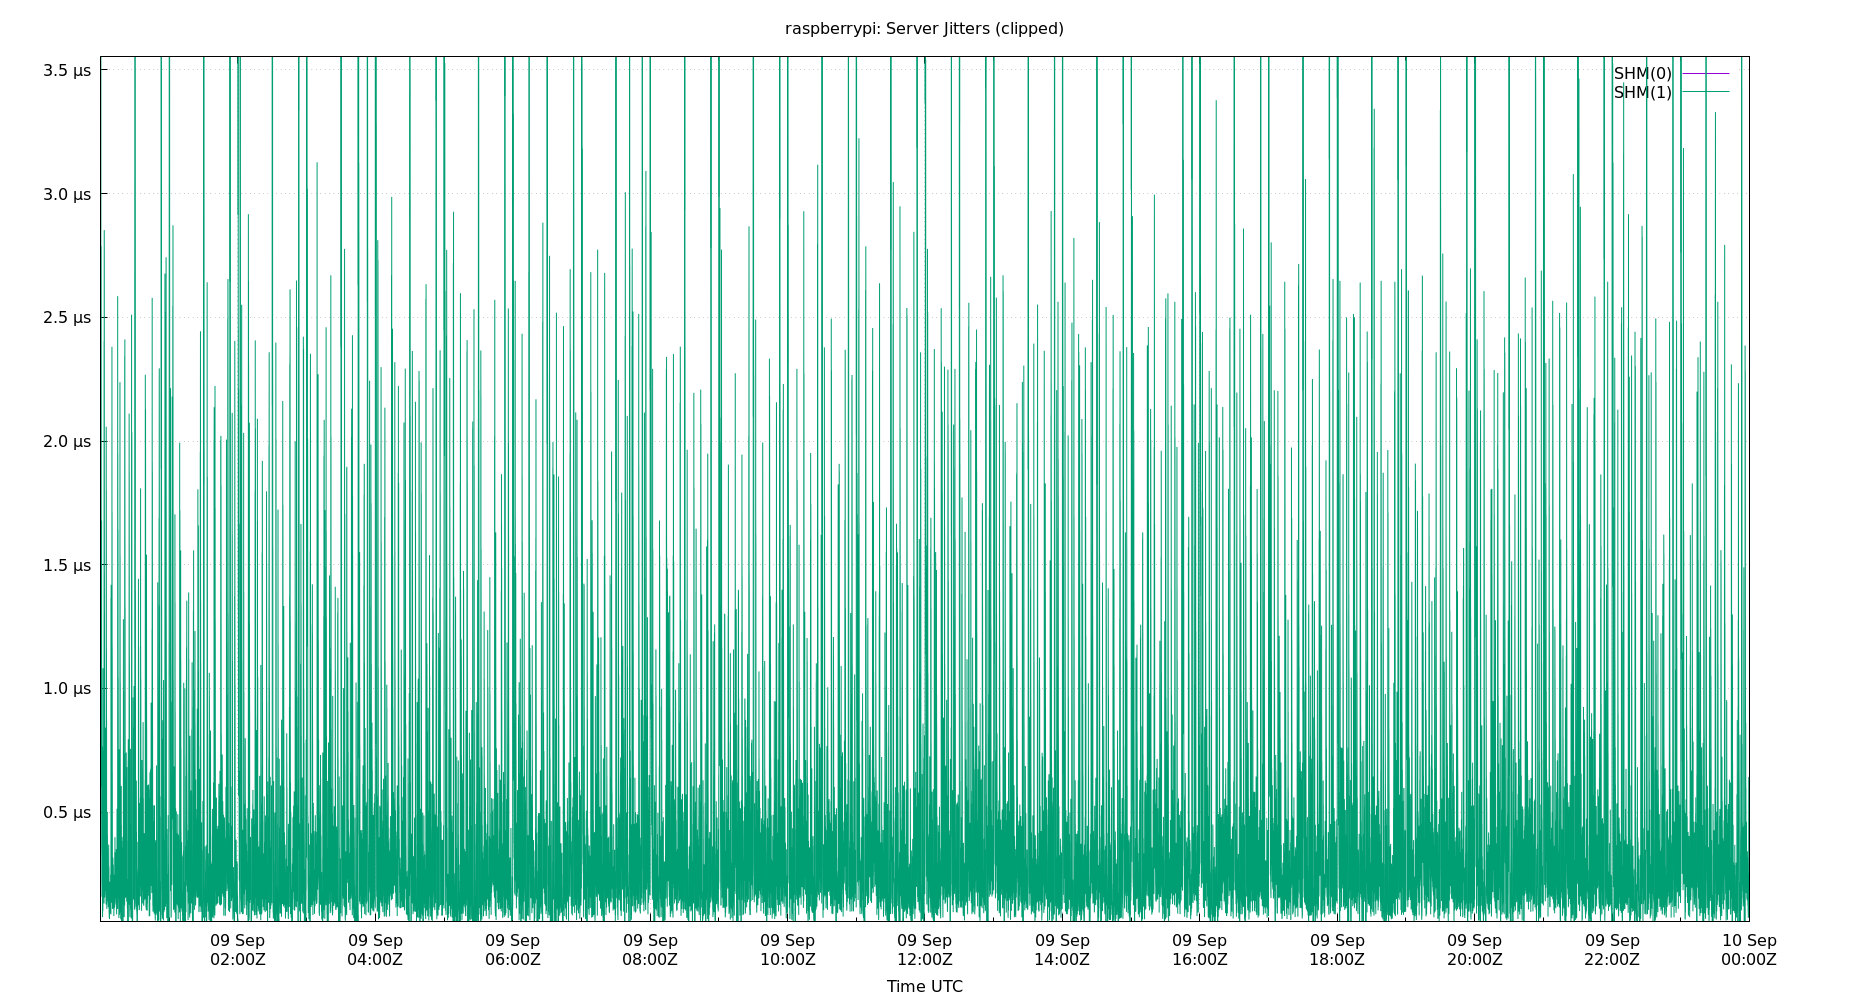 raspberrypi: Server Jitters (clipped)
3.5 μs
SHM(0)
SHM(1)
3.0 μs
2.5 μs
2.0 μs
1.5 μs
1.0 μs
0.5 μs
09 Sep 09 Sep 09 Sep 09 Sep 09 Sep 09 Sep 09 Sep 09 Sep 09 Sep 09 Sep 09 Sep 10 Sep
02:00Z 04:00Z 06:00Z 08:00Z 10:00Z 12:00Z 14:00Z 16:00Z 18:00Z 20:00Z 22:00Z 00:00Z
Time UTC